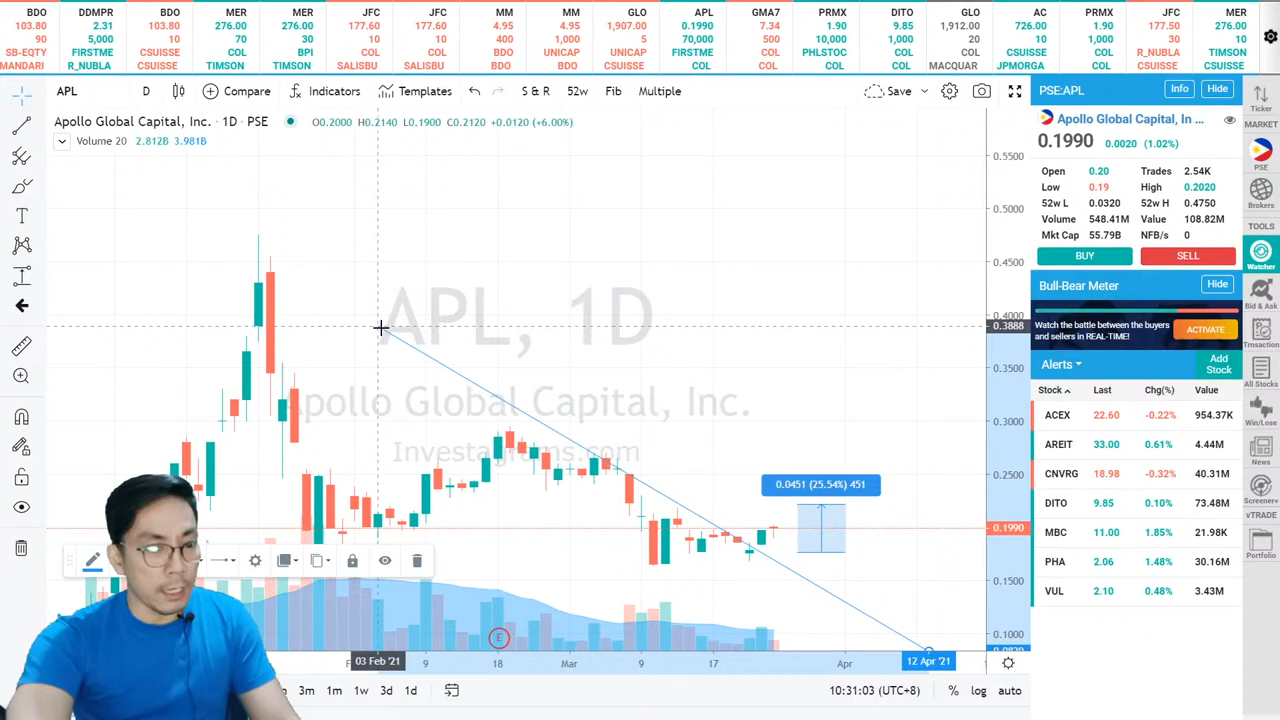 BDO DDMPR BDO MER MER JFC JFC MM MM GLO APL GMA7 PRMX DITO GLO AC PRMX JFC MER
103.80 2.31 103.80 276.00 276.00 177.60 177.60 4.95 4.95 1,907.00 0.1990 7.34 1.90 9.85 1,912.00 726.00 1.90 177.50 276.00
90 5,000 10 70 30 10 10 400 1,000 5 70,000 500 10,000 10 20 10 1,000 30 10
SB-EQTY FIRSTME CSUISSE COL BPI COL COL BDO UNICAP UNICAP FIRSTME COL PHLSTOC CSUISSE COL CSUISSE COL R_NUBLA TIMSON
MANDARI R_NUBLA CSUISSE TIMSON TIMSON SALISBU SALISBU BDO BDO CSUISSE COL COL COL COL MACQUAR JPMORGA COL CSUISSE CSUISSE
APL D Compare Indicators Templates S & R 52w Fib Multiple Save
Apollo Global Capital, Inc. · 1D · PSE O0.2000 H0.2140 L0.1900 C0.2120 +0.0120 (+6.00%)
Volume 20 2.812B 3.981B
APL, 1D
Apollo Global Capital, Inc.
Investagrams.com
0.5500
0.5000
0.4500
0.4000
0.3888
0.3500
0.3000
0.2500
0.1990
0.1500
0.1000
0.0451 (25.54%) 451
E
03 Feb '21 9 18 Mar 9 17 Apr 12 Apr '21
3m 1m 1w 3d 1d 10:31:03 (UTC+8) % log auto
PSE:APL Info Hide
Apollo Global Capital, In ...
0.1990 0.0020 (1.02%)
Open 0.20 Trades 2.54K
Low 0.19 High 0.2020
52w L 0.0320 52w H 0.4750
Volume 548.41M Value 108.82M
Mkt Cap 55.79B NFB/s 0
BUY SELL
Bull-Bear Meter Hide
Watch the battle between the buyers
and sellers in REAL-TIME!
ACTIVATE
Alerts Add
Stock
Stock Last Chg(%) Value
ACEX 22.60 -0.22% 954.37K
AREIT 33.00 0.61% 4.44M
CNVRG 18.98 -0.32% 40.31M
DITO 9.85 0.10% 73.48M
MBC 11.00 1.85% 21.98K
PHA 2.06 1.48% 30.16M
VUL 2.10 0.48% 3.43M
Ticker
MARKET
PSE
Brokers
TOOLS
Watcher
Bid & Ask
Trnsaction
All Stocks
Win/Lose
News
Screener+
vTRADE
Portfolio